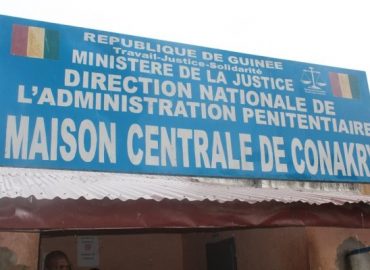 REPUBLIQUE DE GUINEE
Travail-Justice-Solidarité
MINISTERE DE LA JUSTICE
DIRECTION NATIONALE DE
L'ADMINISTRATION PENITENTIAIRE
MAISON CENTRALE DE CONAKRY